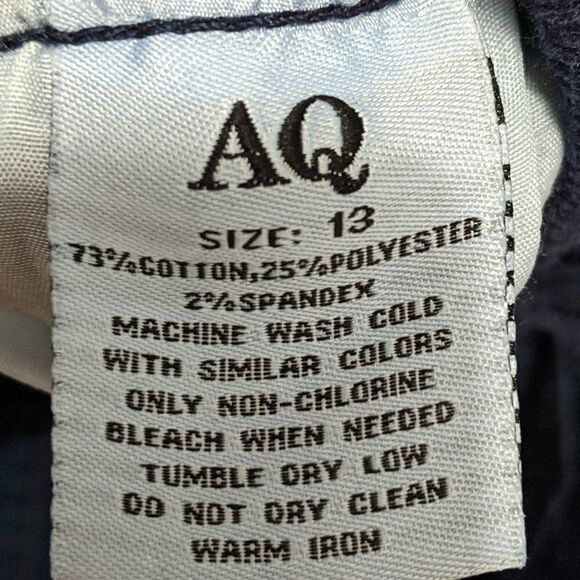 AQ
SIZE: 13
73%COTTON,25%POLYESTER
2%SPANDEX
MACHINE WASH COLD
WITH SIMILAR COLORS
ONLY NON-CHLORINE
BLEACH WHEN NEEDED
TUMBLE DRY LOW
DO NOT DRY CLEAN
WARM IRON